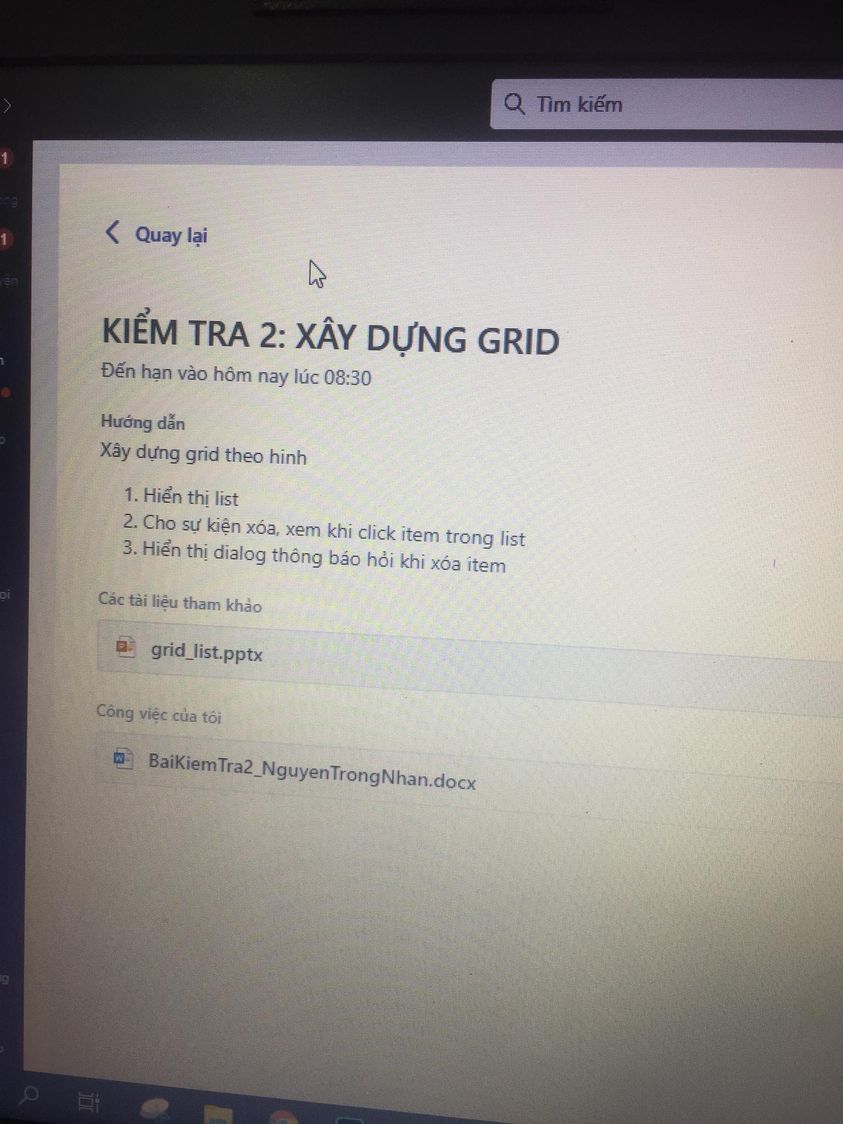 Tìm kiếm
1
1
Quay lại
KIỂM TRA 2: XÂY DỰNG GRID
Đến hạn vào hôm nay lúc 08:30
Hướng dẫn
Xây dựng grid theo hình
1. Hiển thị list
2. Cho sự kiện xóa, xem khi click item trong list
3. Hiển thị dialog thông báo hỏi khi xóa item
Các tài liệu tham khảo
grid_list.pptx
Công việc của tôi
BaiKiemTra2_NguyenTrongNhan.docx